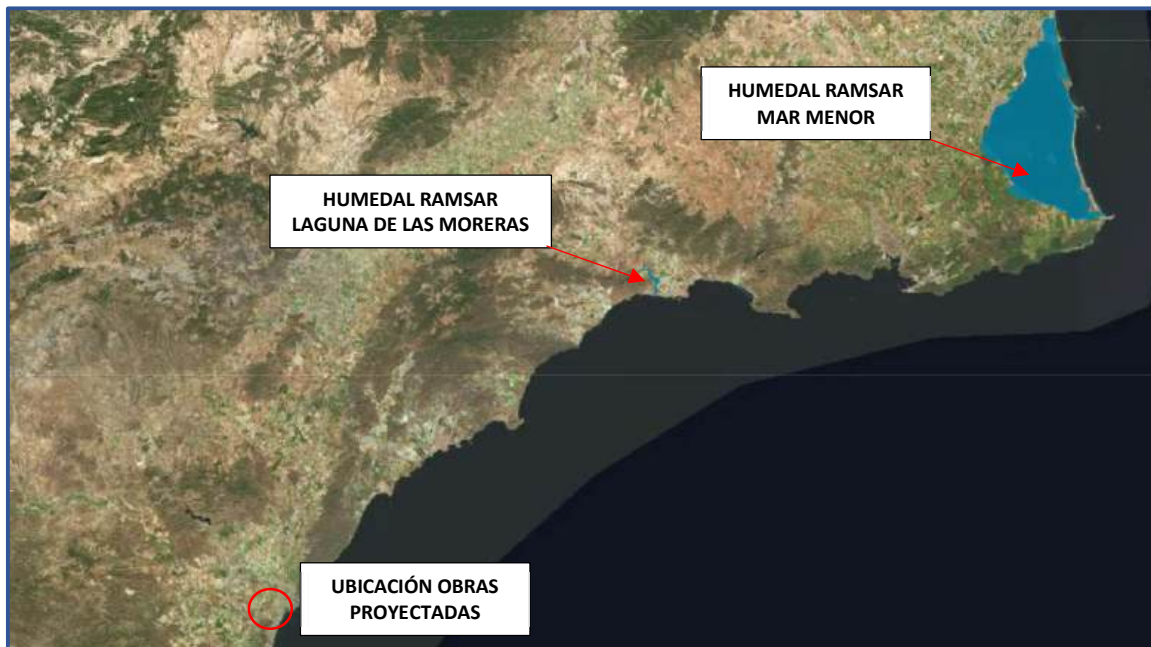 HUMEDAL RAMSAR
MAR MENOR
HUMEDAL RAMSAR
LAGUNA DE LAS MORERAS
UBICACIÓN OBRAS
PROYECTADAS